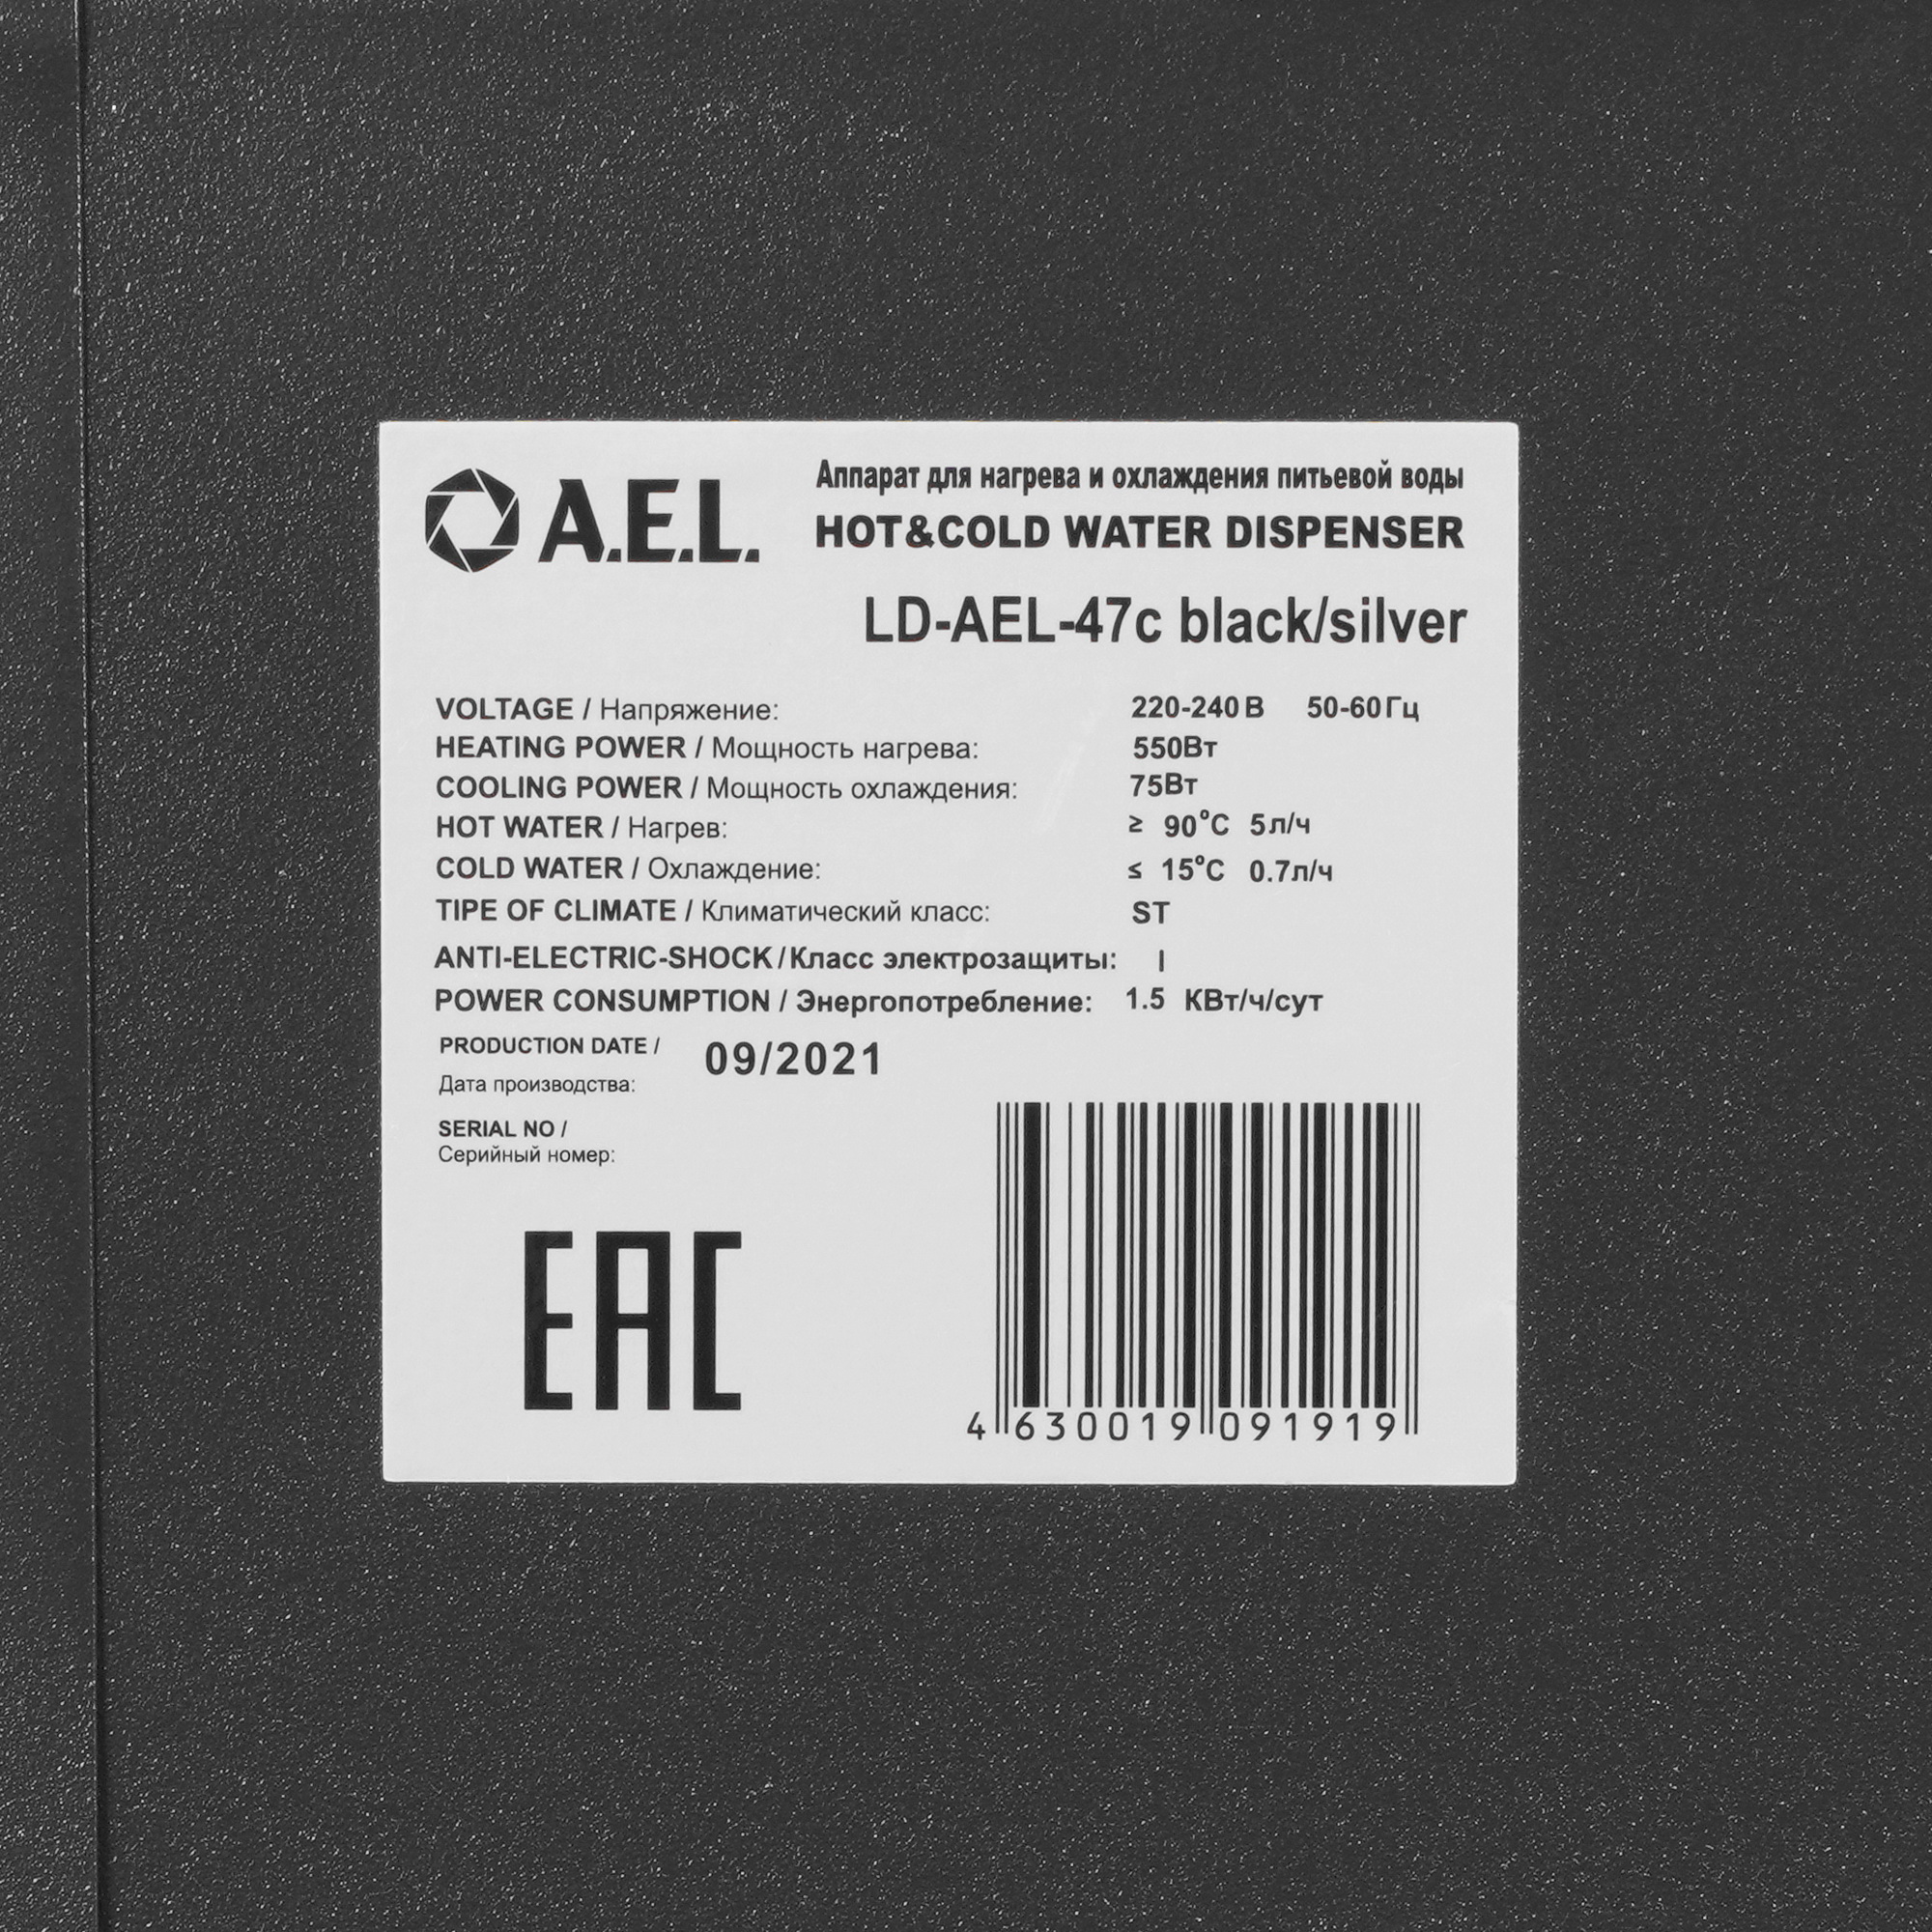 A.E.L.
Аппарат для нагрева и охлаждения питьевой воды
HOT&COLD WATER DISPENSER
LD-AEL-47c black/silver
VOLTAGE / Напряжение: 220-240 В 50-60 Гц
HEATING POWER / Мощность нагрева: 550Вт
COOLING POWER / Мощность охлаждения: 75Вт
HOT WATER / Нагрев: ≥ 90°C 5л/ч
COLD WATER / Охлаждение: ≤ 15°C 0.7л/ч
TIPE OF CLIMATE / Климатический класс: ST
ANTI-ELECTRIC-SHOCK/Класс электрозащиты: I
POWER CONSUMPTION / Энергопотребление: 1.5 КВт/ч/сут
PRODUCTION DATE / 09/2021
Дата производства:
SERIAL NO /
Серийный номер:
EAC
4 630019 091919